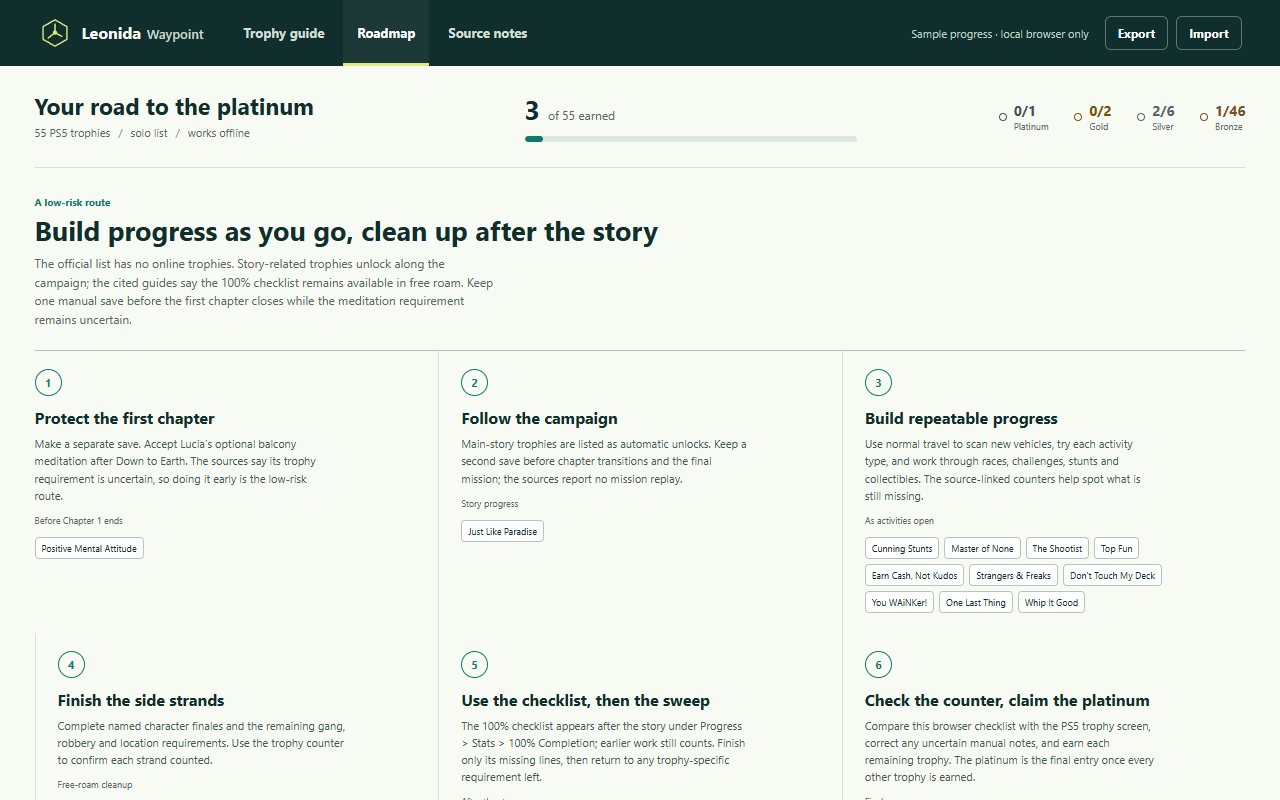 Leonida Waypoint
Trophy guide
Roadmap
Source notes
Sample progress · local browser only
Export
Import
Your road to the platinum
55 PS5 trophies / solo list / works offline
3 of 55 earned
0/1
Platinum
0/2
Gold
2/6
Silver
1/46
Bronze
A low-risk route
Build progress as you go, clean up after the story
The official list has no online trophies. Story-related trophies unlock along the
campaign; the cited guides say the 100% checklist remains available in free roam. Keep
one manual save before the first chapter closes while the meditation requirement
remains uncertain.
1
Protect the first chapter
Make a separate save. Accept Lucia's optional balcony
meditation after Down to Earth. The sources say its trophy
requirement is uncertain, so doing it early is the low-risk
route.
Before Chapter 1 ends
Positive Mental Attitude
2
Follow the campaign
Main-story trophies are listed as automatic unlocks. Keep a
second save before chapter transitions and the final
mission; the sources report no mission replay.
Story progress
Just Like Paradise
3
Build repeatable progress
Use normal travel to scan new vehicles, try each activity
type, and work through races, challenges, stunts and
collectibles. The source-linked counters help spot what is
still missing.
As activities open
Cunning Stunts
Master of None
The Shootist
Top Fun
Earn Cash, Not Kudos
Strangers & Freaks
Don't Touch My Deck
You WAiNKer!
One Last Thing
Whip It Good
4
Finish the side strands
Complete named character finales and the remaining gang,
robbery and location requirements. Use the trophy counter
to confirm each strand counted.
Free-roam cleanup
5
Use the checklist, then the sweep
The 100% checklist appears after the story under Progress
> Stats > 100% Completion; earlier work still counts. Finish
only its missing lines, then return to any trophy-specific
requirement left.
6
Check the counter, claim the platinum
Compare this browser checklist with the PS5 trophy screen,
correct any uncertain manual notes, and earn each
remaining trophy. The platinum is the final entry once every
other trophy is earned.